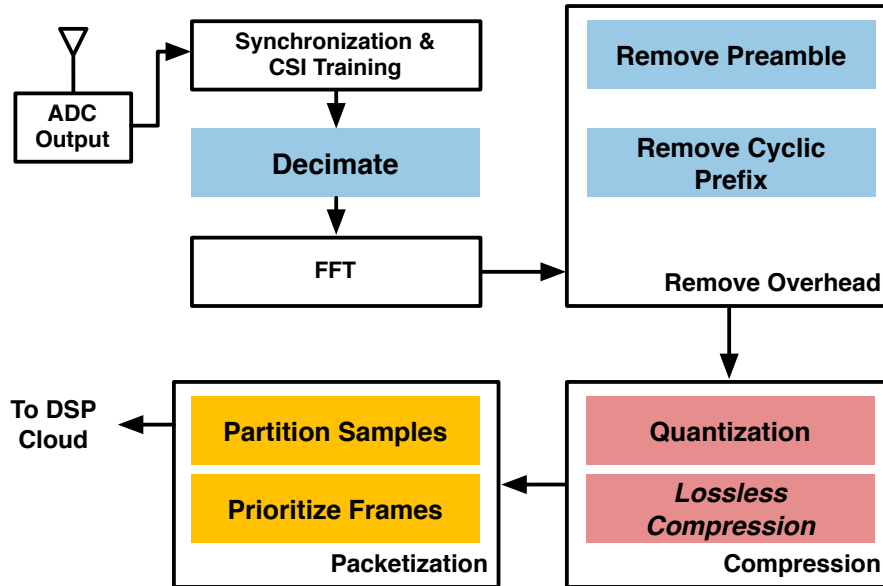 ADC
Output
Synchronization &
CSI Training
Decimate
FFT
Remove Preamble
Remove Cyclic
Prefix
Remove Overhead
Quantization
Lossless
Compression
Compression
Partition Samples
Prioritize Frames
Packetization
To DSP
Cloud